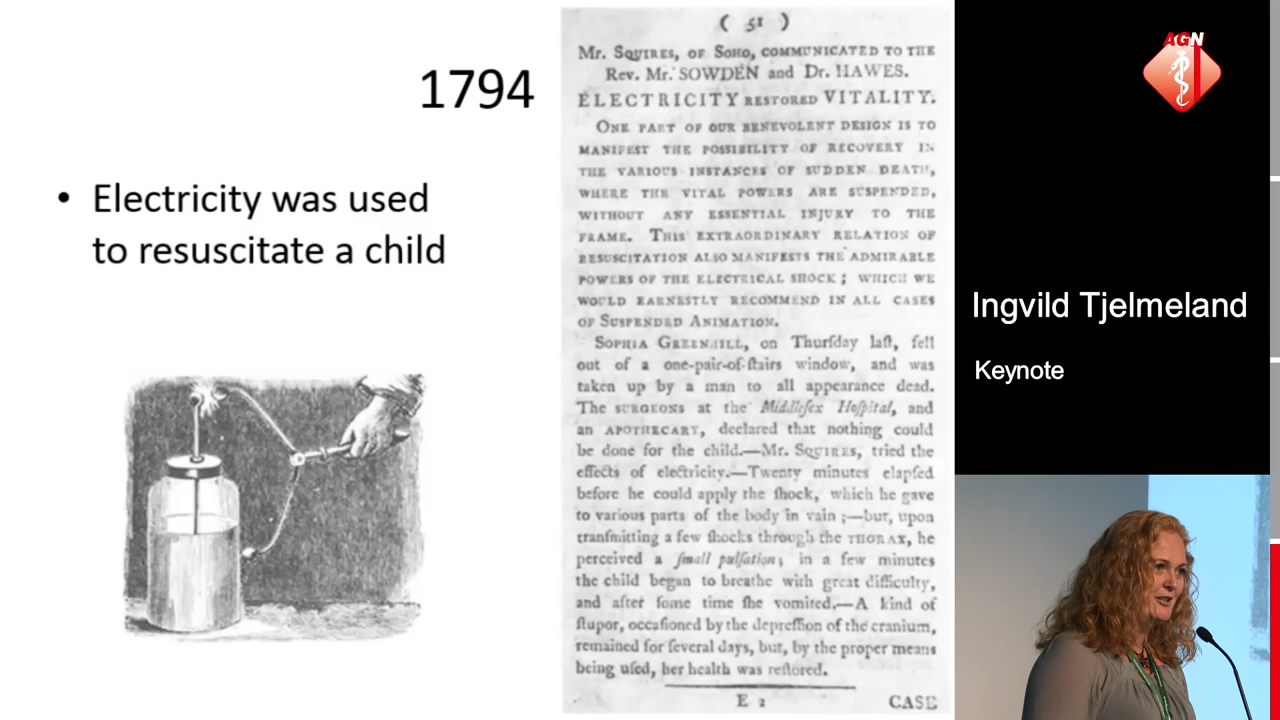 1794
• Electricity was used
to resuscitate a child
( 51 )
Mr. Squires, of Soho, communicated to the
Rev. Mr. SOWDEN and Dr. HAWES.
ELECTRICITY restored VITALITY.
One part of our benevolent design is to
manifest the possibility of recovery in
the various instances of sudden death,
where the vital powers are suspended,
without any essential injury to the
frame. This extraordinary relation of
resuscitation also manifests the admirable
powers of the electrical shock; which we
would earnestly recommend in all cases
of Suspended Animation.
Sophia Greenhill, on Thurſday laſt, fell
out of a one-pair-of-ſtairs window, and was
taken up by a man to all appearance dead.
The surgeons at the Middleſex Hoſpital, and
an apothecary, declared that nothing could
be done for the child.—Mr. Squires, tried the
effects of electricity.—Twenty minutes elapſed
before he could apply the ſhock, which he gave
to various parts of the body in vain;—but, upon
tranſmitting a few ſhocks through the thorax, he
perceived a ſmall pulſation; in a few minutes
the child began to breathe with great difficulty,
and after ſome time ſhe vomited.—A kind of
ſtupor, occaſioned by the depreſſion of the cranium,
remained for ſeveral days, but, by the proper means
being uſed, her health was reſtored.
E 2 CASE
AGN
Ingvild Tjelmeland
Keynote